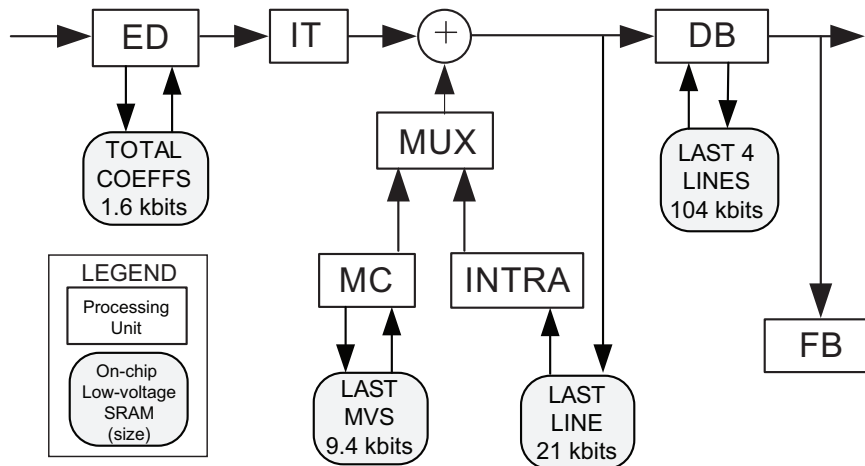 ED
IT
+
DB
TOTAL
COEFFS
1.6 kbits
MUX
LAST 4
LINES
104 kbits
MC
INTRA
FB
LAST
MVS
9.4 kbits
LAST
LINE
21 kbits
LEGEND
Processing
Unit
On-chip
Low-voltage
SRAM
(size)